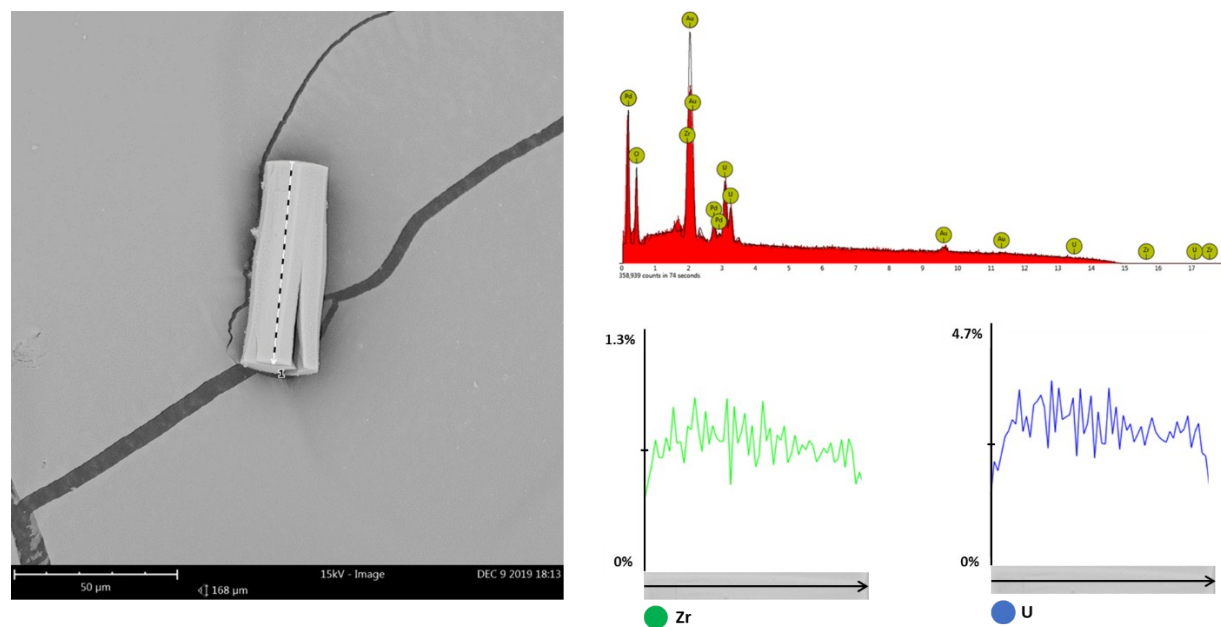 1
50 µm
168 µm
15kV - Image
DEC 9 2019 18:13
Au
Pd
Au
Zr
O
U
U
Pd
Pd
Au
Au
U
Zr
U
Zr
0 1 2 3 4 5 6 7 8 9 10 11 12 13 14 15 16 17
358,939 counts in 74 seconds
1.3%
0%
Zr
4.7%
0%
U